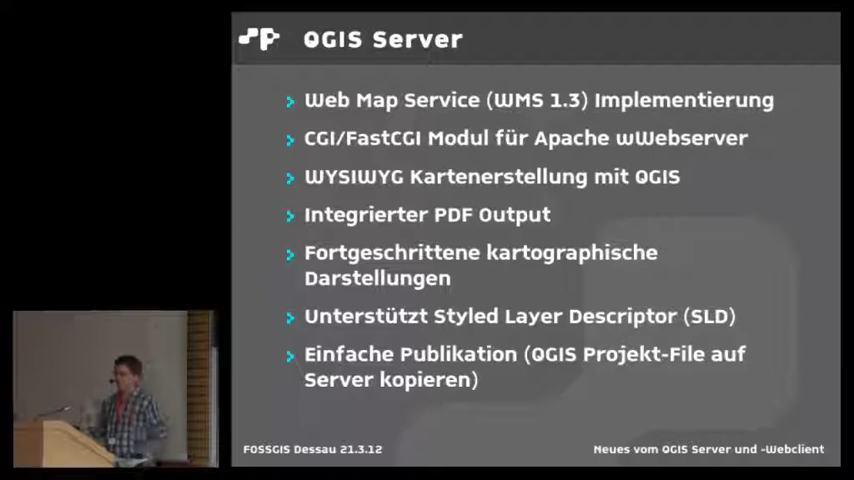 QGIS Server
Web Map Service (WMS 1.3) Implementierung
CGI/FastCGI Modul für Apache wWebserver
WYSIWYG Kartenerstellung mit QGIS
Integrierter PDF Output
Fortgeschrittene kartographische
Darstellungen
Unterstützt Styled Layer Descriptor (SLD)
Einfache Publikation (QGIS Projekt-File auf
Server kopieren)
FOSSGIS Dessau 21.3.12
Neues vom QGIS Server und -Webclient